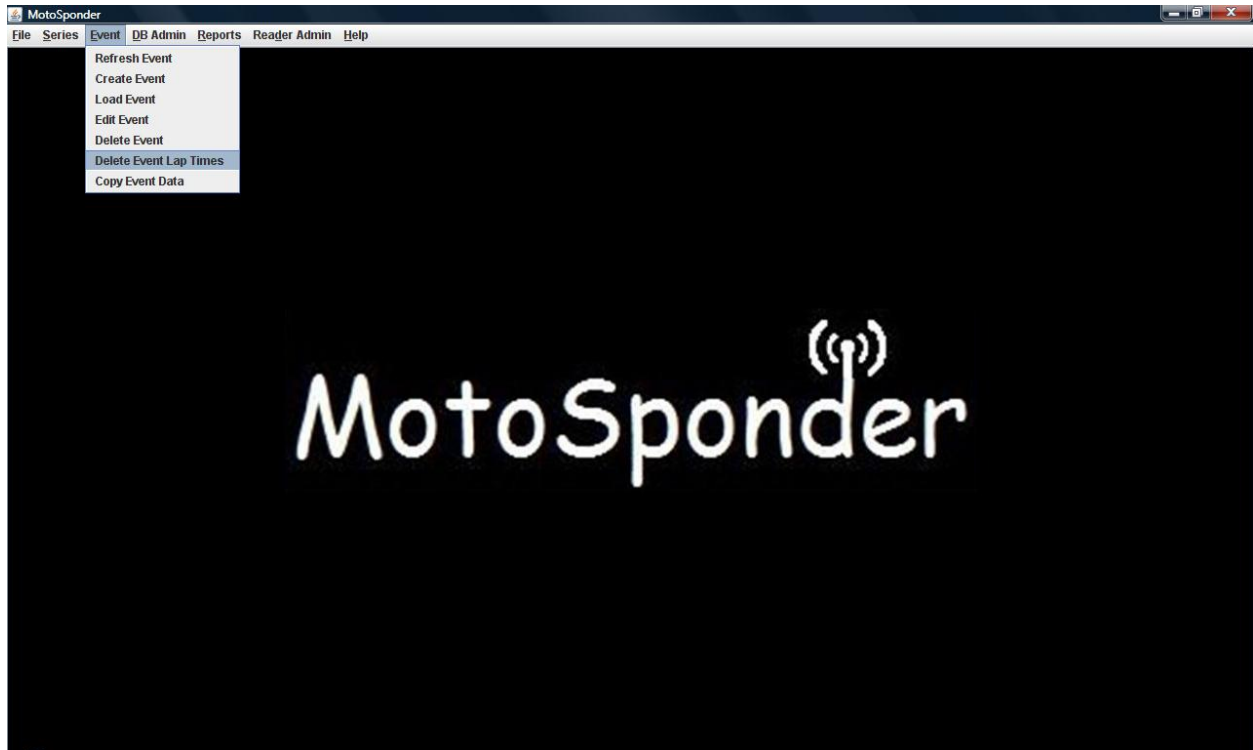 MotoSponder
File Series Event DB Admin Reports Reader Admin Help
Refresh Event
Create Event
Load Event
Edit Event
Delete Event
Delete Event Lap Times
Copy Event Data
MotoSponder